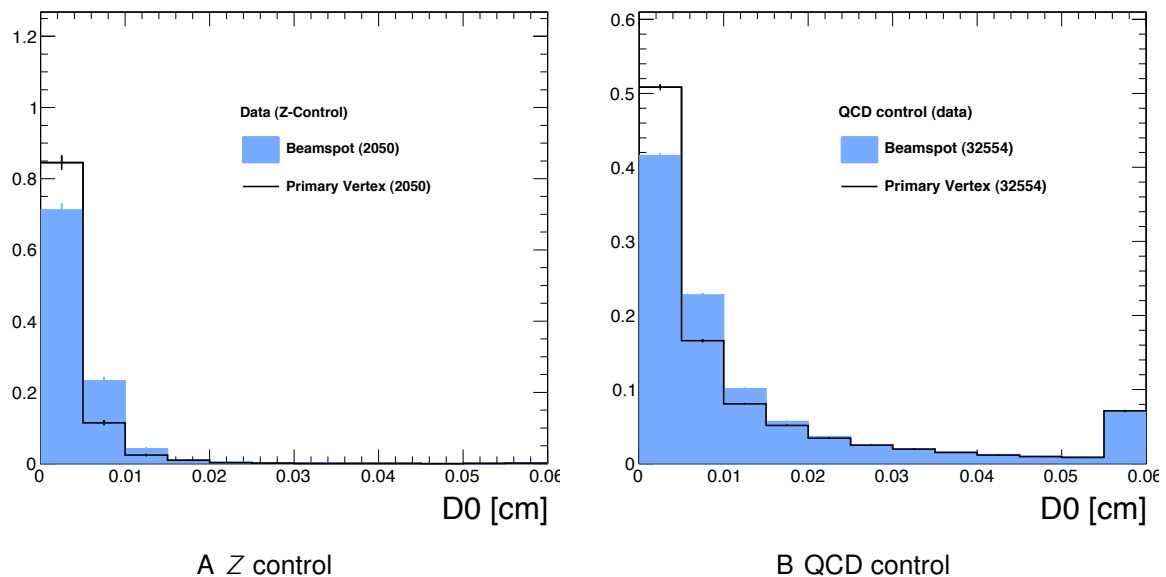 1.2
1
0.8
0.6
0.4
0.2
0
0 0.01 0.02 0.03 0.04 0.05 0.06
D0 [cm]
Data (Z-Control)
Beamspot (2050)
Primary Vertex (2050)
A Z control
0.6
0.5
0.4
0.3
0.2
0.1
0
0 0.01 0.02 0.03 0.04 0.05 0.06
D0 [cm]
QCD control (data)
Beamspot (32554)
Primary Vertex (32554)
B QCD control